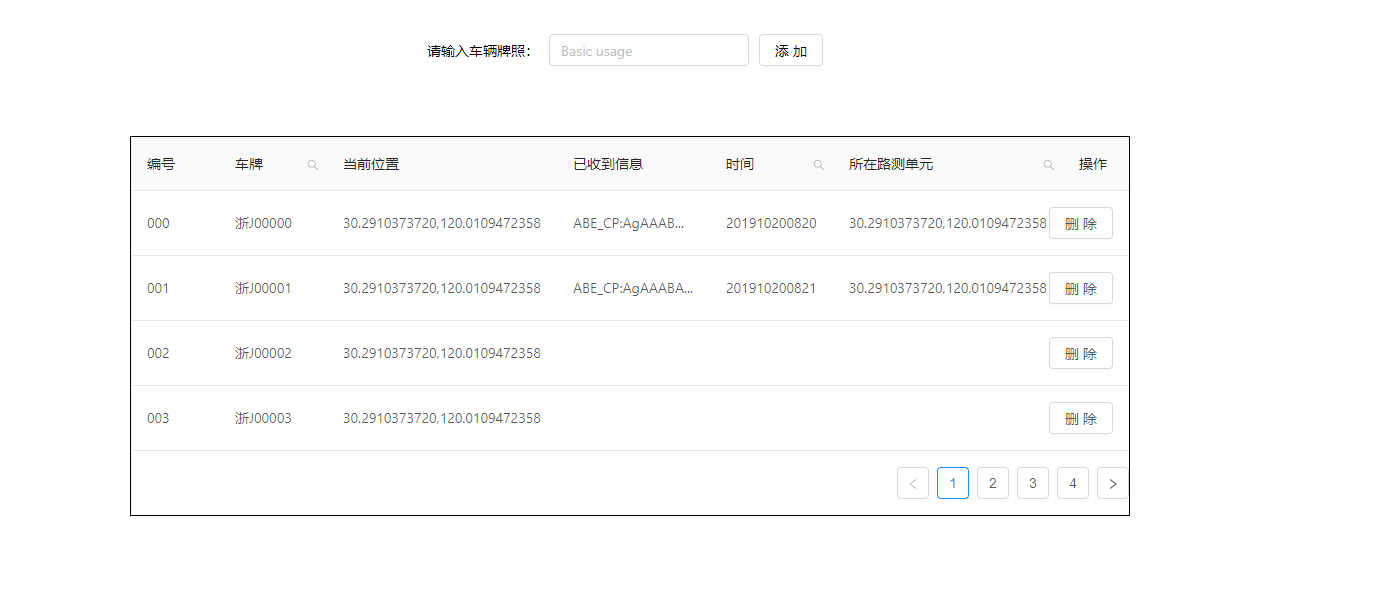 请输入车辆牌照： Basic usage 添 加
编号 车牌 当前位置 已收到信息 时间 所在路测单元 操作
000 浙J00000 30.2910373720,120.0109472358 ABE_CP:AgAAAB... 201910200820 30.2910373720,120.0109472358 删 除
001 浙J00001 30.2910373720,120.0109472358 ABE_CP:AgAAABA... 201910200821 30.2910373720,120.0109472358 删 除
002 浙J00002 30.2910373720,120.0109472358 删 除
003 浙J00003 30.2910373720,120.0109472358 删 除
1 2 3 4